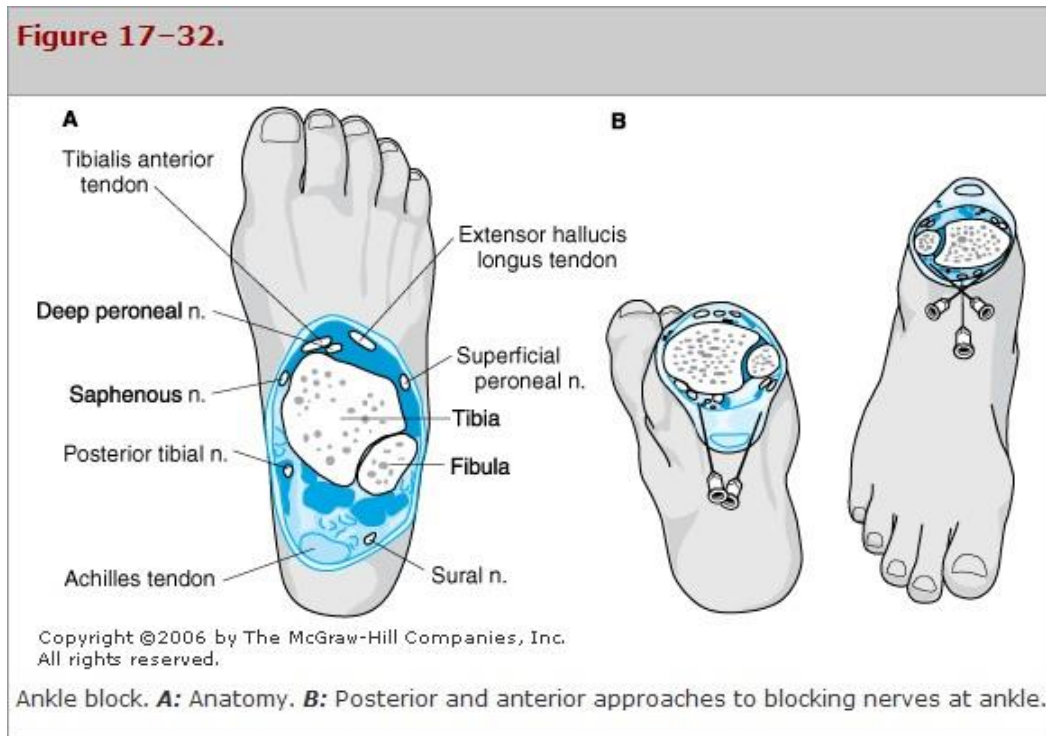 Figure 17–32.
A
B
Tibialis anterior
tendon
Extensor hallucis
longus tendon
Deep peroneal n.
Superficial
peroneal n.
Saphenous n.
Tibia
Posterior tibial n.
Fibula
Achilles tendon
Sural n.
Copyright ©2006 by The McGraw-Hill Companies, Inc.
All rights reserved.
Ankle block. A: Anatomy. B: Posterior and anterior approaches to blocking nerves at ankle.